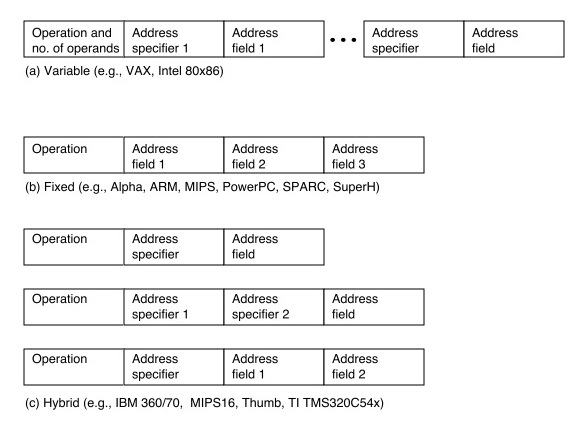 Operation and Address Address Address Address
no. of operands specifier 1 field 1 ••• specifier field
(a) Variable (e.g., VAX, Intel 80x86)
Operation Address Address Address
field 1 field 2 field 3
(b) Fixed (e.g., Alpha, ARM, MIPS, PowerPC, SPARC, SuperH)
Operation Address Address
specifier field
Operation Address Address Address
specifier 1 specifier 2 field
Operation Address Address Address
specifier field 1 field 2
(c) Hybrid (e.g., IBM 360/70, MIPS16, Thumb, TI TMS320C54x)